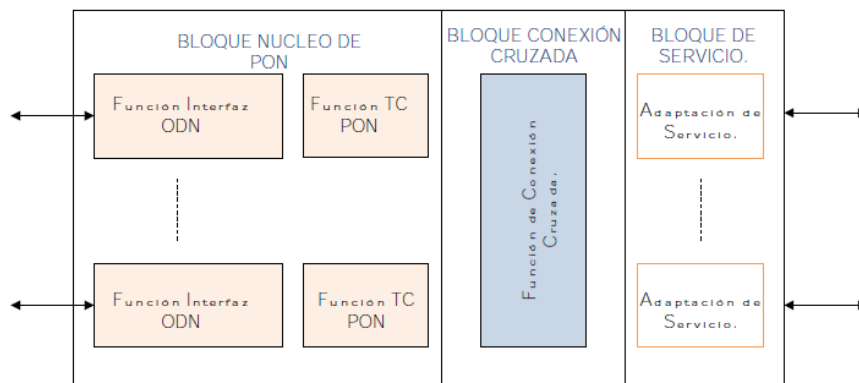 BLOQUE NUCLEO DE
PON
BLOQUE CONEXIÓN
CRUZADA
BLOQUE DE
SERVICIO.
Función Interfaz
ODN
Función TC
PON
Función de Conexión
Cruzada.
Adaptación de
Servicio.
Función Interfaz
ODN
Función TC
PON
Adaptación de
Servicio.